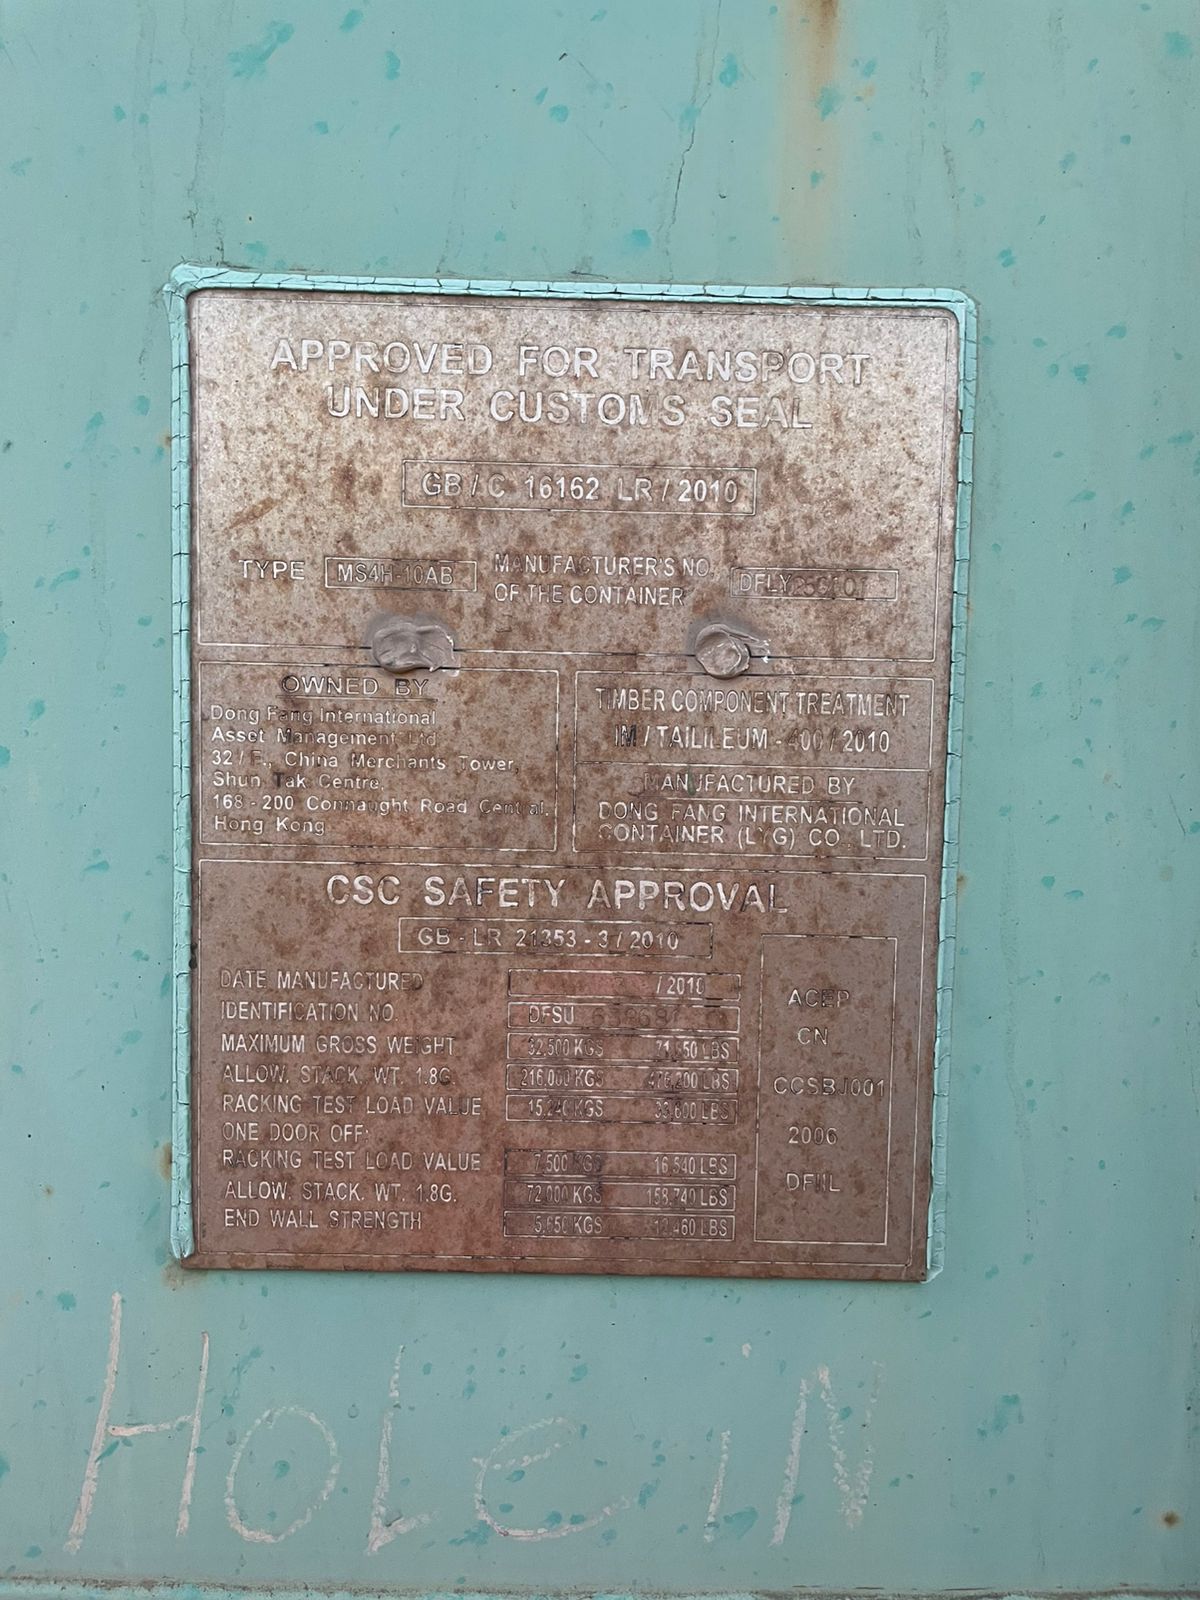 APPROVED FOR TRANSPORT
UNDER CUSTOMS SEAL
GB / C 16162 LR / 2010
TYPE MS4H-10AB
MANUFACTURER'S NO.
OF THE CONTAINER
OWNED BY
Dong Fang International
Asset Management Ltd.
32 / F., China Merchants Tower,
Shun Tak Centre,
168 - 200 Connaught Road Central,
Hong Kong
TIMBER COMPONENT TREATMENT
IM / TAILILEUM - 400 / 2010
MANUFACTURED BY
DONG FANG INTERNATIONAL
CONTAINER (LYG) CO., LTD.
CSC SAFETY APPROVAL
GB - LR 21353 - 3 / 2010
DATE MANUFACTURED / 2010
IDENTIFICATION NO. DFSU
MAXIMUM GROSS WEIGHT 32,500 KGS 71,650 LBS
ALLOW. STACK. WT. 1.8G. 216,000 KGS 476,200 LBS
RACKING TEST LOAD VALUE 15,240 KGS 33,600 LBS
ONE DOOR OFF:
RACKING TEST LOAD VALUE 7,500 KGS 16,540 LBS
ALLOW. STACK. WT. 1.8G. 72,000 KGS 158,740 LBS
END WALL STRENGTH 5,650 KGS 12,460 LBS
ACEP
CN
CCSBJ001
2006
DFIIL
HOLE IN